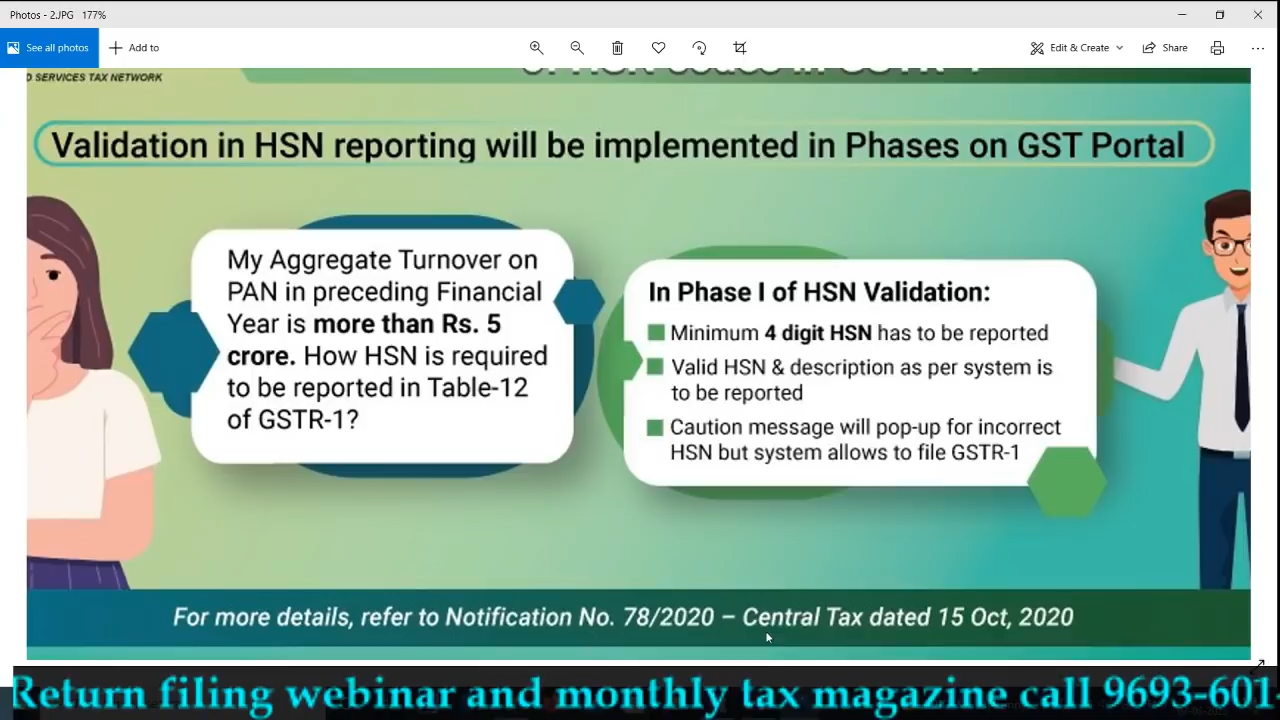 Photos - 2.JPG 177%
See all photos
Add to
Edit & Create
Share
D SERVICES TAX NETWORK
of HSN Codes in GSTR-1
Validation in HSN reporting will be implemented in Phases on GST Portal
My Aggregate Turnover on
PAN in preceding Financial
Year is more than Rs. 5
crore. How HSN is required
to be reported in Table-12
of GSTR-1?
In Phase I of HSN Validation:
Minimum 4 digit HSN has to be reported
Valid HSN & description as per system is
to be reported
Caution message will pop-up for incorrect
HSN but system allows to file GSTR-1
For more details, refer to Notification No. 78/2020 – Central Tax dated 15 Oct, 2020
Return filing webinar and monthly tax magazine call 9693-601